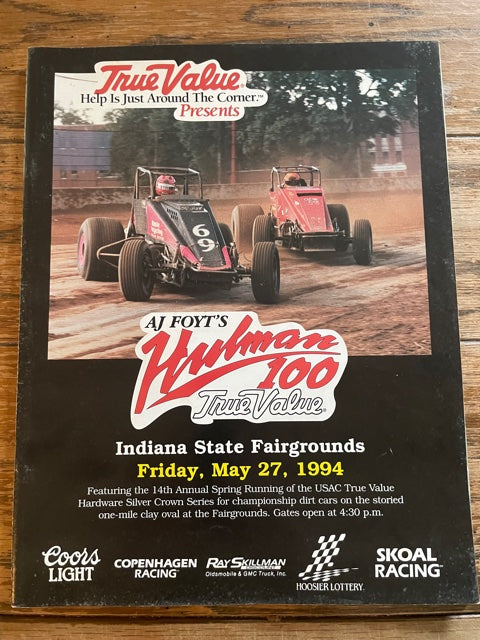 True Value®
Help Is Just Around The Corner.™
Presents
69
AJ FOYT'S
Hulman
100
True Value®
Indiana State Fairgrounds
Friday, May 27, 1994
Featuring the 14th Annual Spring Running of the USAC True Value
Hardware Silver Crown Series for championship dirt cars on the storied
one-mile clay oval at the Fairgrounds. Gates open at 4:30 p.m.
Coors
LIGHT
COPENHAGEN
RACING™
RAY SKILLMAN
Oldsmobile & GMC Truck, Inc.
HOOSIER LOTTERY
SKOAL
RACING™